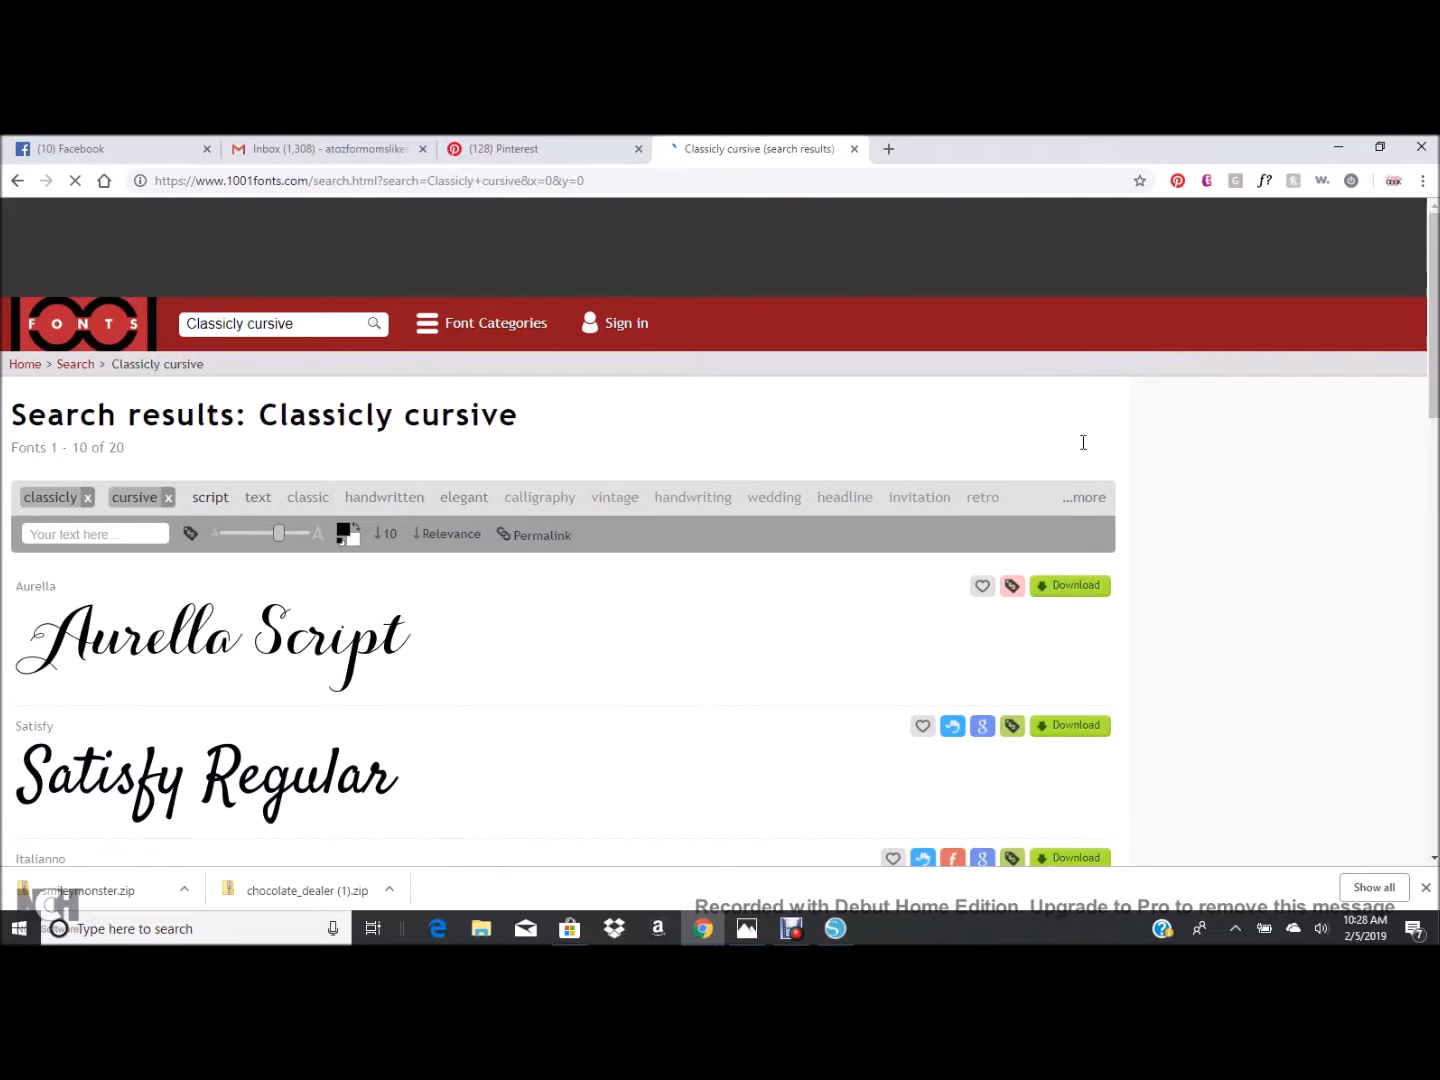 (10) Facebook
Inbox (1,308) - atozformomslike
(128) Pinterest
Classicly cursive (search results)
https://www.1001fonts.com/search.html?search=Classicly+cursive&x=0&y=0
FONTS
Classicly cursive
Font Categories
Sign in
Home > Search > Classicly cursive
Search results: Classicly cursive
Fonts 1 - 10 of 20
classicly x cursive x script text classic handwritten elegant calligraphy vintage handwriting wedding headline invitation retro ...more
Your text here...
A A
↓10 ↓Relevance Permalink
Aurella
Download
Aurella Script
Satisfy
Download
Satisfy Regular
Italianno
Download
smileymonster.zip
chocolate_dealer (1).zip
Show all
NCH
Recorded with Debut Home Edition. Upgrade to Pro to remove this message
Type here to search
10:28 AM
2/5/2019
7